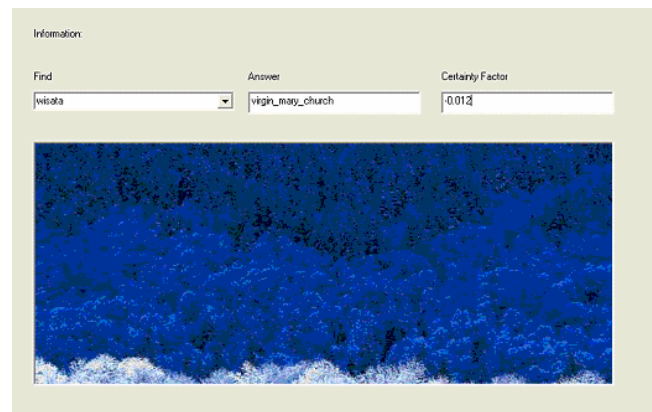 Information:
Find Answer Certainty Factor
wisata virgin_mary_church -0.012